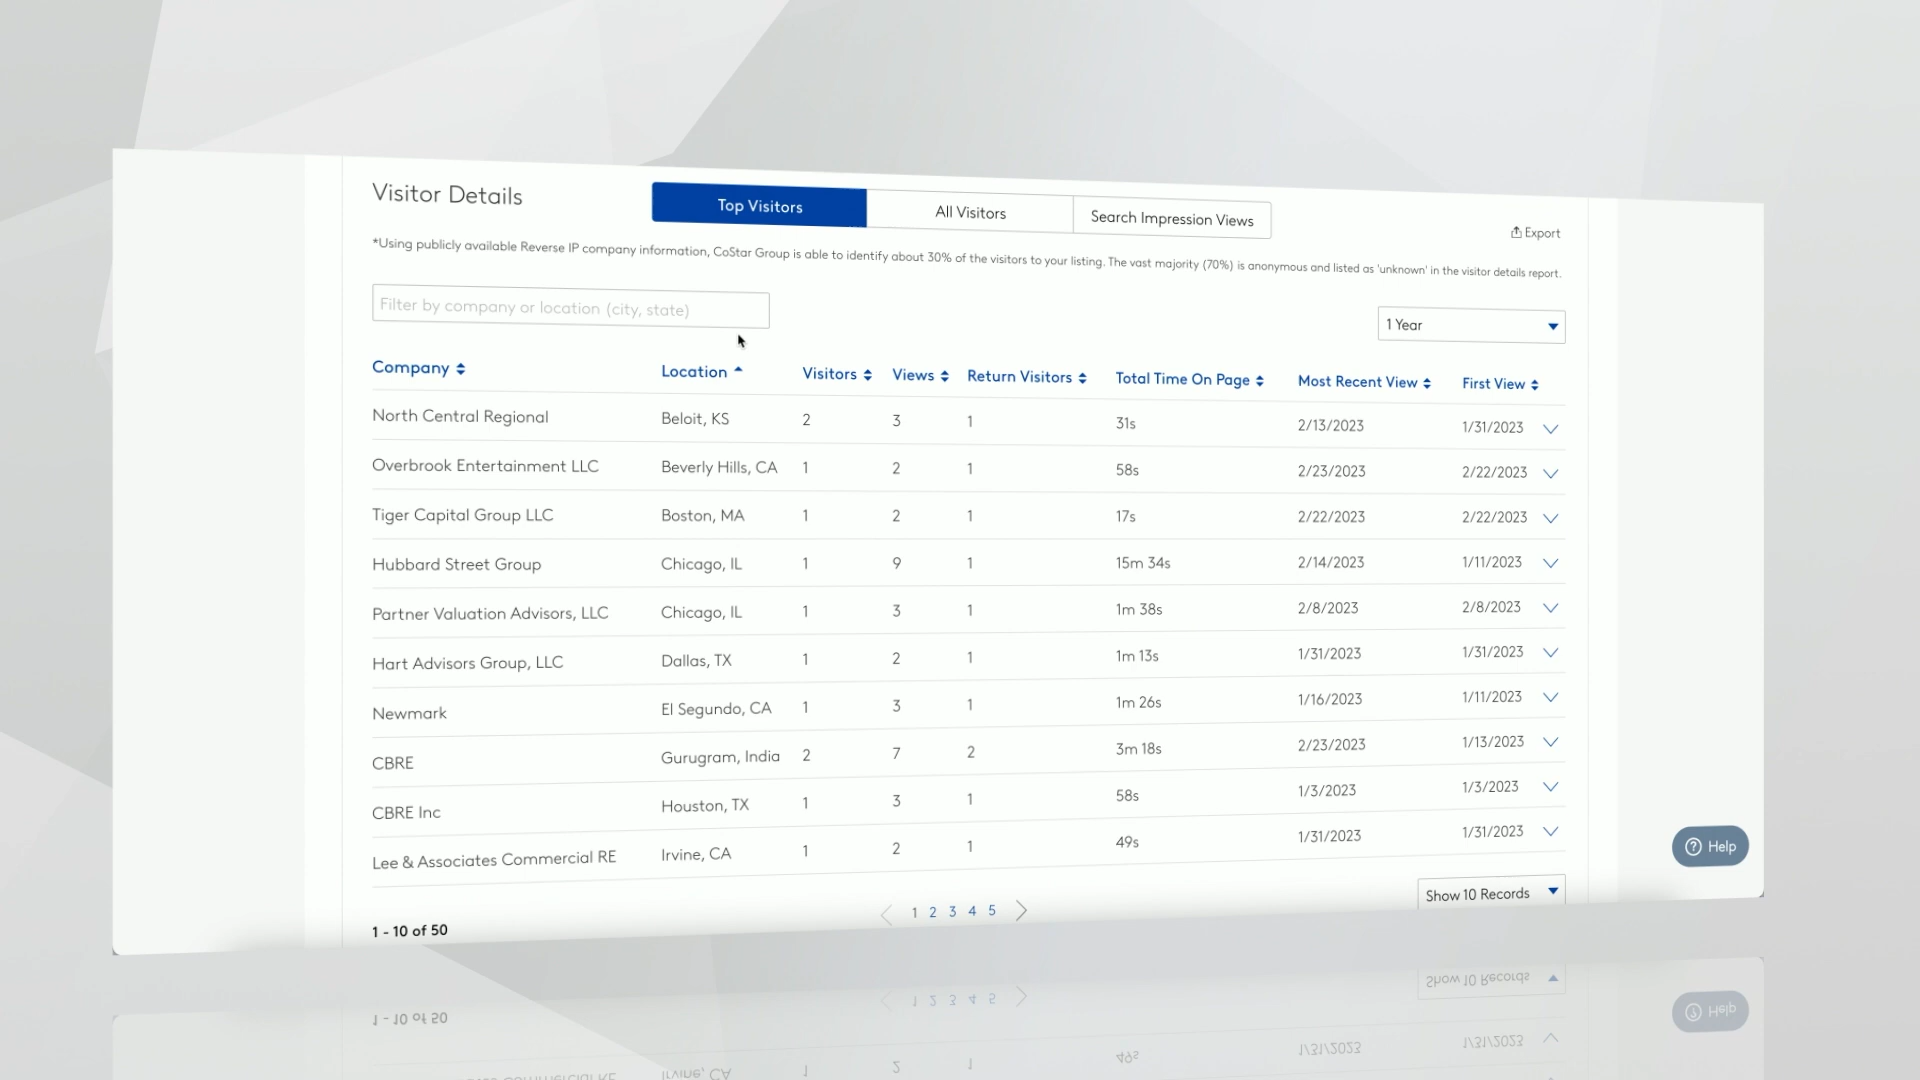 Visitor Details
Top Visitors
All Visitors
Search Impression Views
Export
*Using publicly available Reverse IP company information, CoStar Group is able to identify about 30% of the visitors to your listing. The vast majority (70%) is anonymous and listed as 'unknown' in the visitor details report.
Filter by company or location (city, state)
1 Year
Company Location Visitors Views Return Visitors Total Time On Page Most Recent View First View
North Central Regional Beloit, KS 2 3 1 31s 2/13/2023 1/31/2023
Overbrook Entertainment LLC Beverly Hills, CA 1 2 1 58s 2/23/2023 2/22/2023
Tiger Capital Group LLC Boston, MA 1 2 1 17s 2/22/2023 2/22/2023
Hubbard Street Group Chicago, IL 1 9 1 15m 34s 2/14/2023 1/11/2023
Partner Valuation Advisors, LLC Chicago, IL 1 3 1 1m 38s 2/8/2023 2/8/2023
Hart Advisors Group, LLC Dallas, TX 1 2 1 1m 13s 1/31/2023 1/31/2023
Newmark El Segundo, CA 1 3 1 1m 26s 1/16/2023 1/11/2023
CBRE Gurugram, India 2 7 2 3m 18s 2/23/2023 1/13/2023
CBRE Inc Houston, TX 1 3 1 58s 1/3/2023 1/3/2023
Lee & Associates Commercial RE Irvine, CA 1 2 1 49s 1/31/2023 1/31/2023
Help
Show 10 Records
1 2 3 4 5
1 - 10 of 50